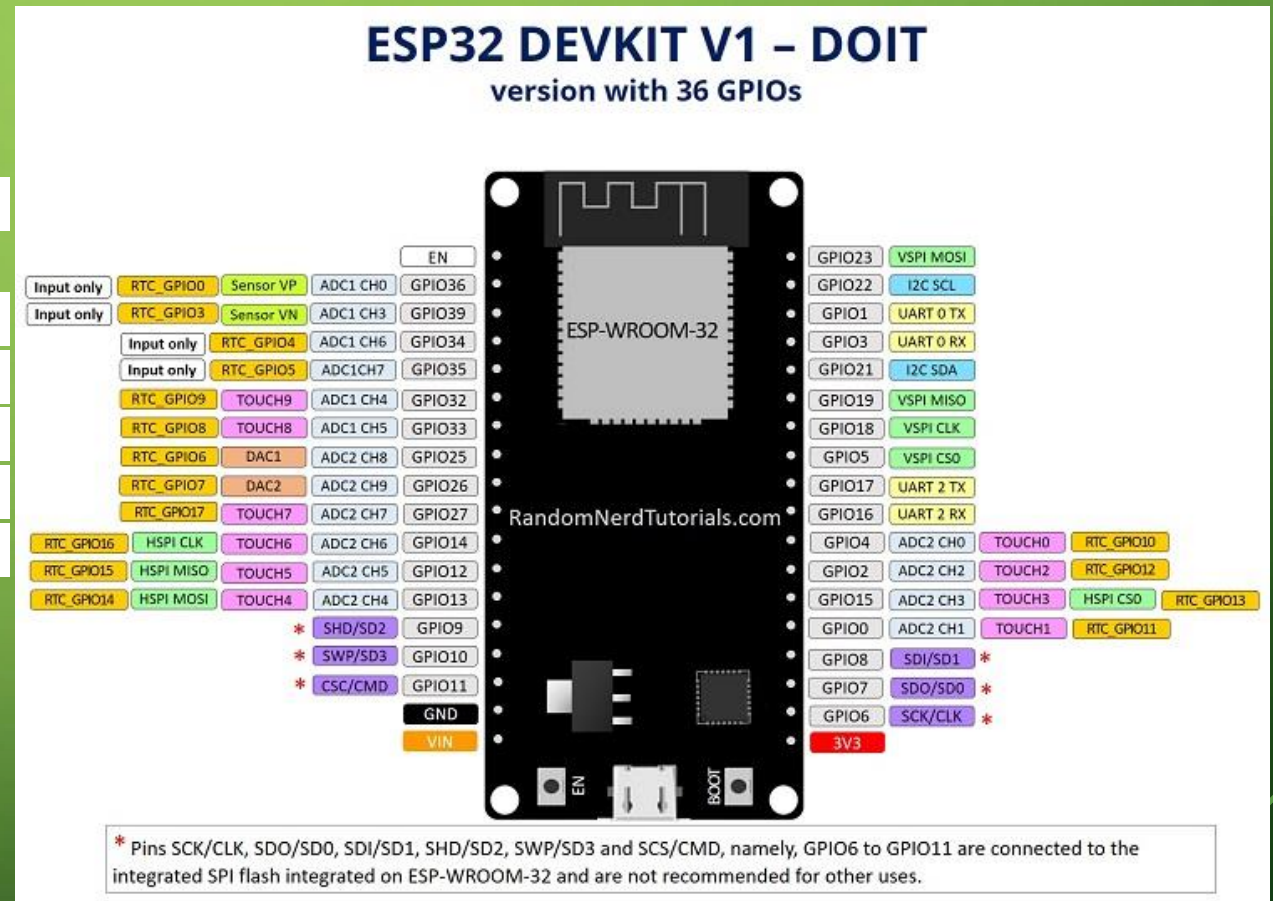 ESP32 DEVKIT V1 – DOIT
version with 36 GPIOs
EN
Input only RTC_GPIO0 Sensor VP ADC1 CH0 GPIO36
Input only RTC_GPIO3 Sensor VN ADC1 CH3 GPIO39
Input only RTC_GPIO4 ADC1 CH6 GPIO34
Input only RTC_GPIO5 ADC1CH7 GPIO35
RTC_GPIO9 TOUCH9 ADC1 CH4 GPIO32
RTC_GPIO8 TOUCH8 ADC1 CH5 GPIO33
RTC_GPIO6 DAC1 ADC2 CH8 GPIO25
RTC_GPIO7 DAC2 ADC2 CH9 GPIO26
RTC_GPIO17 TOUCH7 ADC2 CH7 GPIO27
RTC_GPIO16 HSPI CLK TOUCH6 ADC2 CH6 GPIO14
RTC_GPIO15 HSPI MISO TOUCH5 ADC2 CH5 GPIO12
RTC_GPIO14 HSPI MOSI TOUCH4 ADC2 CH4 GPIO13
* SHD/SD2 GPIO9
* SWP/SD3 GPIO10
* CSC/CMD GPIO11
GND
VIN
ESP-WROOM-32
RandomNerdTutorials.com
EN
BOOT
GPIO23 VSPI MOSI
GPIO22 I2C SCL
GPIO1 UART 0 TX
GPIO3 UART 0 RX
GPIO21 I2C SDA
GPIO19 VSPI MISO
GPIO18 VSPI CLK
GPIO5 VSPI CS0
GPIO17 UART 2 TX
GPIO16 UART 2 RX
GPIO4 ADC2 CH0 TOUCH0 RTC_GPIO10
GPIO2 ADC2 CH2 TOUCH2 RTC_GPIO12
GPIO15 ADC2 CH3 TOUCH3 HSPI CS0 RTC_GPIO13
GPIO0 ADC2 CH1 TOUCH1 RTC_GPIO11
GPIO8 SDI/SD1 *
GPIO7 SDO/SD0 *
GPIO6 SCK/CLK *
3V3
* Pins SCK/CLK, SDO/SD0, SDI/SD1, SHD/SD2, SWP/SD3 and SCS/CMD, namely, GPIO6 to GPIO11 are connected to the
integrated SPI flash integrated on ESP-WROOM-32 and are not recommended for other uses.